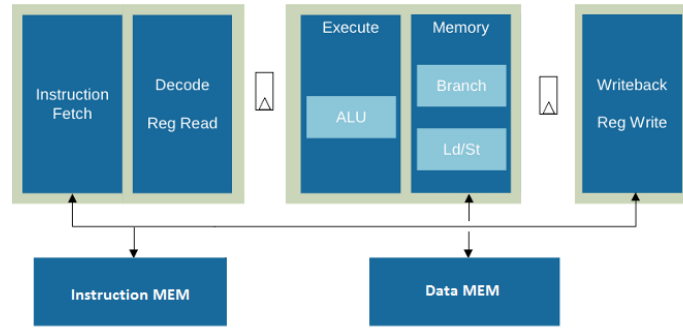 Instruction
Fetch
Decode
Reg Read
Execute
ALU
Memory
Branch
Ld/St
Writeback
Reg Write
Instruction MEM
Data MEM